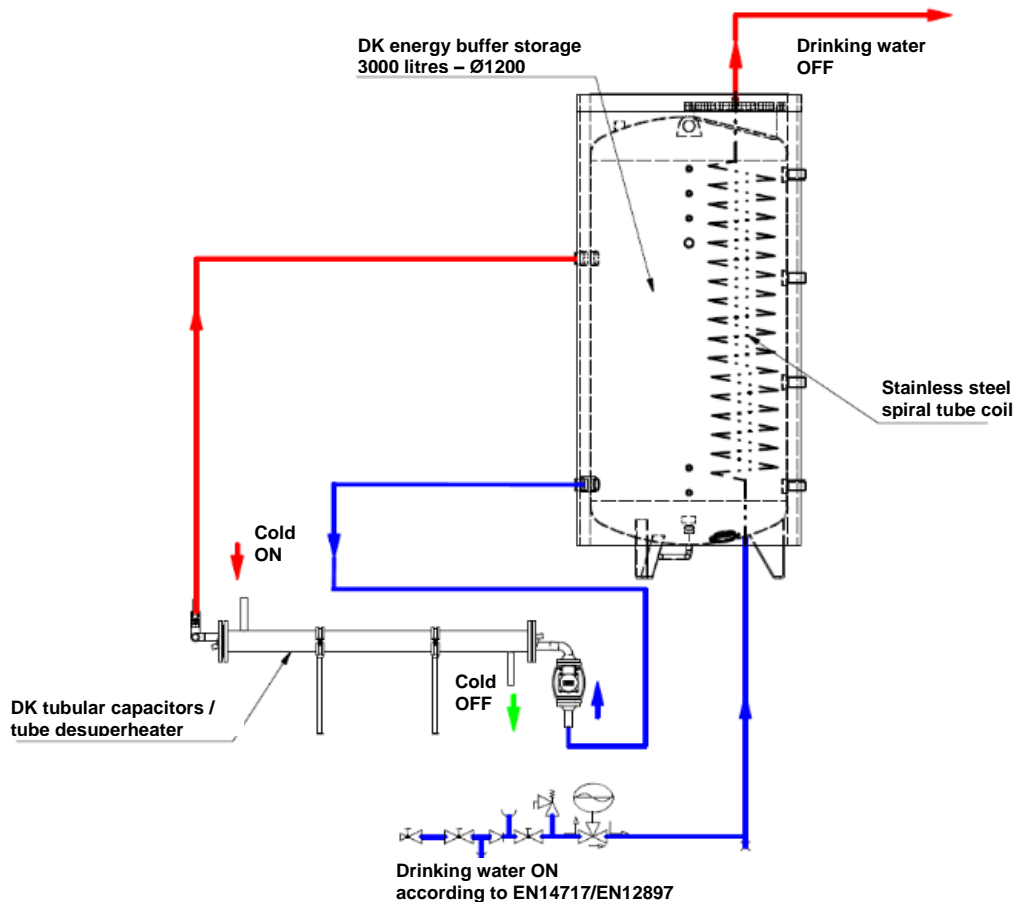 DK energy buffer storage
3000 litres – Ø1200
Drinking water
OFF
Stainless steel
spiral tube coil
Cold
ON
Cold
OFF
DK tubular capacitors /
tube desuperheater
Drinking water ON
according to EN14717/EN12897